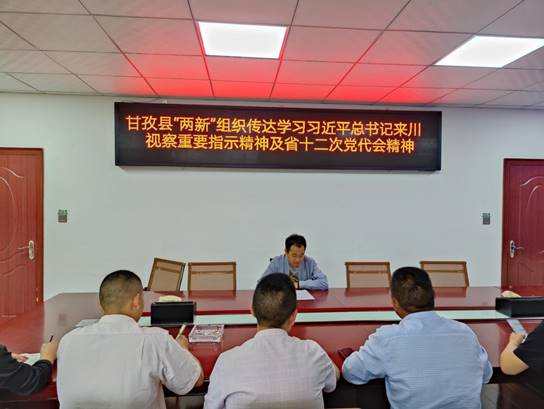 甘孜县“两新”组织传达学习习近平总书记来川
视察重要指示精神及省十二次党代会精神